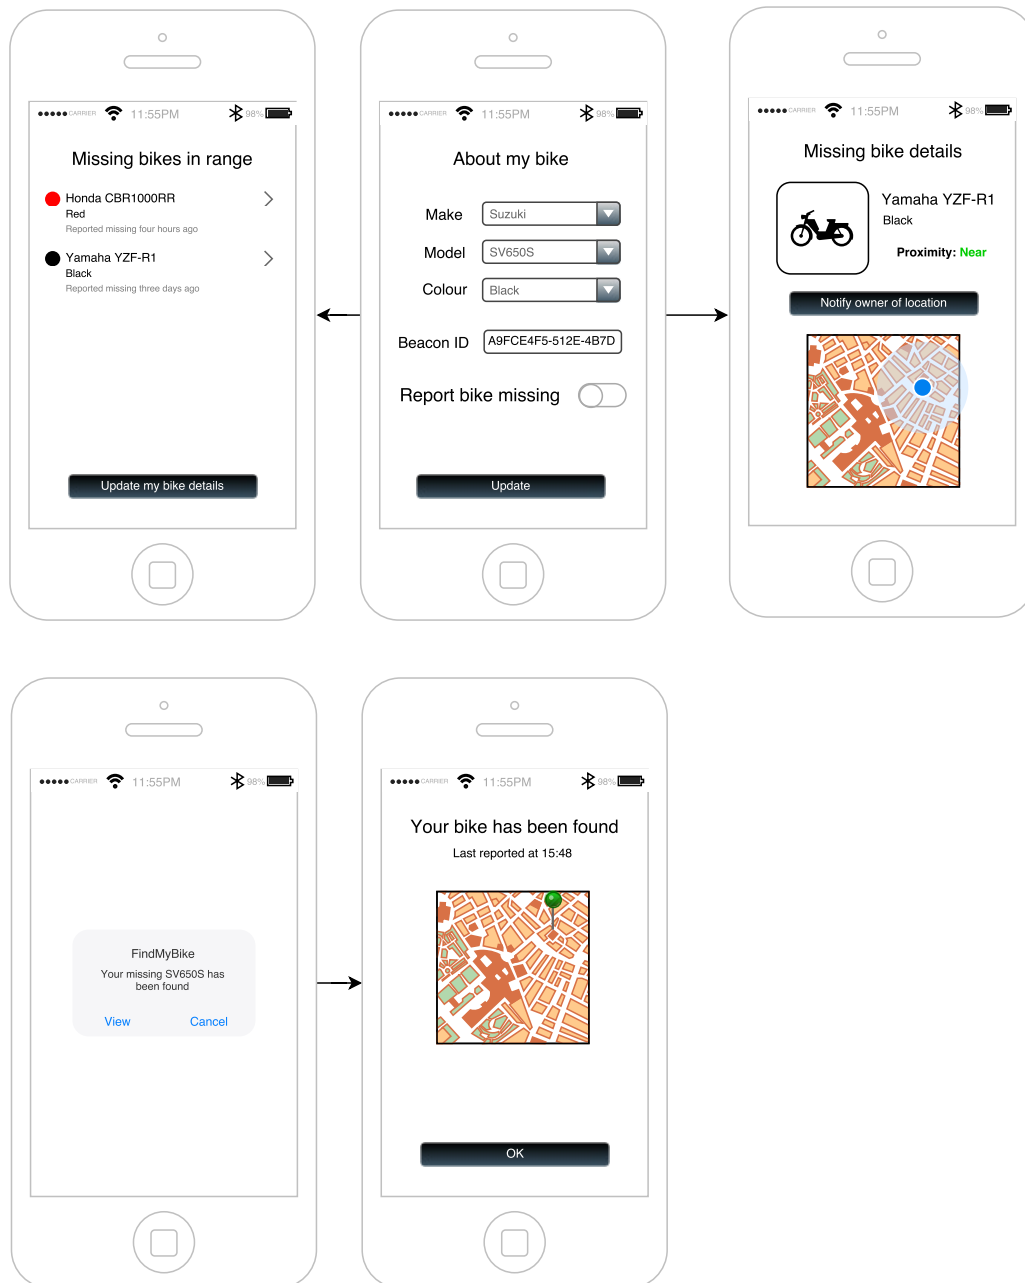 CARRIER 11:55PM 98%
Missing bikes in range
Honda CBR1000RR
Red
Reported missing four hours ago
Yamaha YZF-R1
Black
Reported missing three days ago
Update my bike details
CARRIER 11:55PM 98%
About my bike
Make Suzuki
Model SV650S
Colour Black
Beacon ID A9FCE4F5-512E-4B7D
Report bike missing
Update
CARRIER 11:55PM 98%
Missing bike details
Yamaha YZF-R1
Black
Proximity: Near
Notify owner of location
CARRIER 11:55PM 98%
FindMyBike
Your missing SV650S has
been found
View Cancel
CARRIER 11:55PM 98%
Your bike has been found
Last reported at 15:48
OK